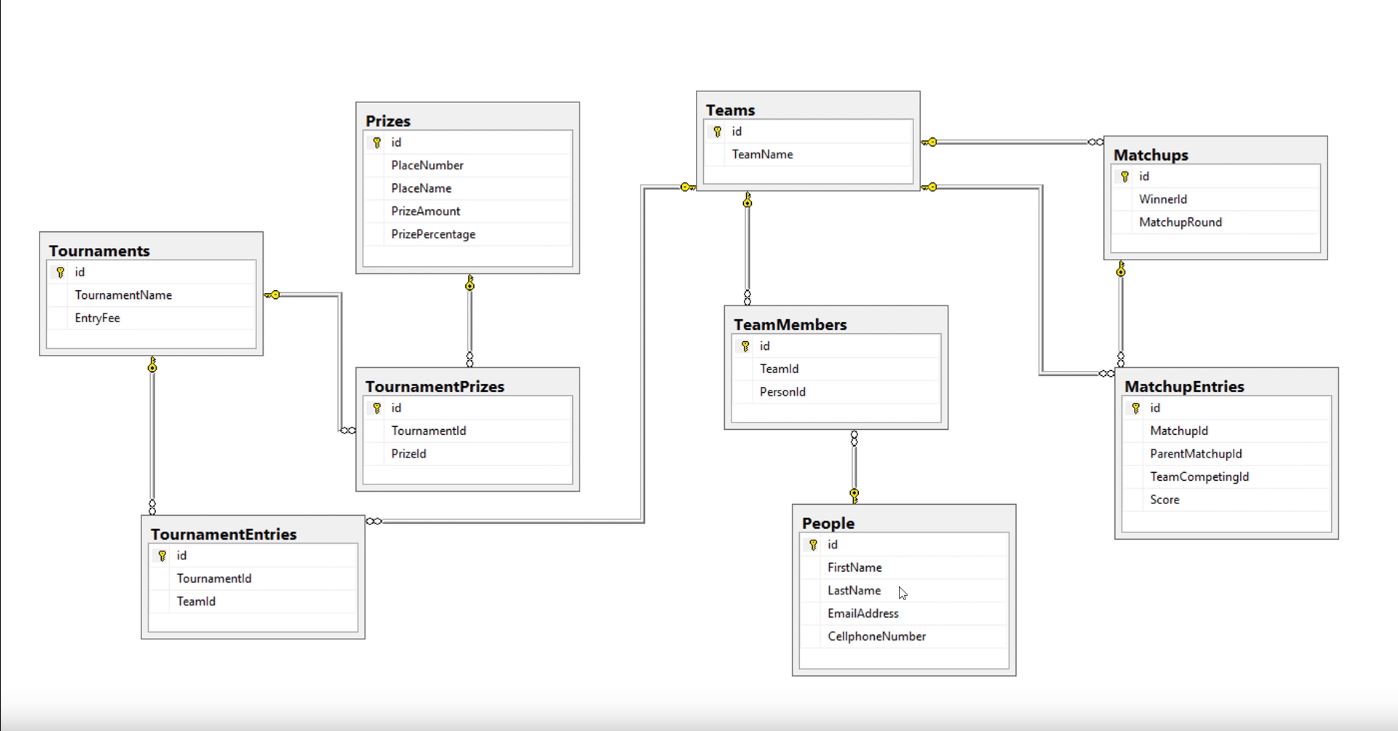 Tournaments
id
TournamentName
EntryFee
Prizes
id
PlaceNumber
PlaceName
PrizeAmount
PrizePercentage
TournamentPrizes
id
TournamentId
PrizeId
TournamentEntries
id
TournamentId
TeamId
Teams
id
TeamName
TeamMembers
id
TeamId
PersonId
People
id
FirstName
LastName
EmailAddress
CellphoneNumber
Matchups
id
WinnerId
MatchupRound
MatchupEntries
id
MatchupId
ParentMatchupId
TeamCompetingId
Score